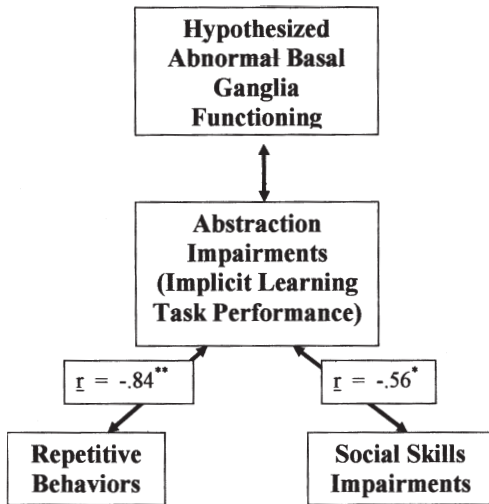 Hypothesized
Abnormal Basal
Ganglia
Functioning
Abstraction
Impairments
(Implicit Learning
Task Performance)
r = -.84**
r = -.56*
Repetitive
Behaviors
Social Skills
Impairments